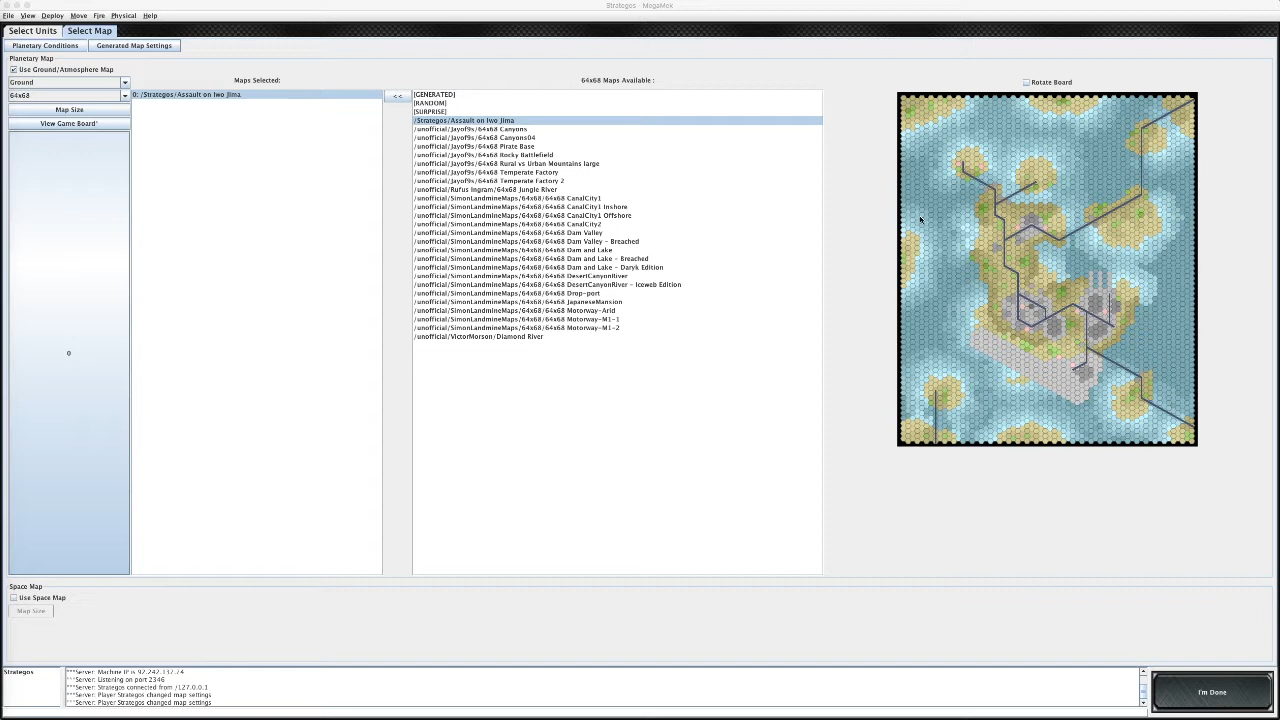 Strategos - MegaMek
File View Deploy Move Fire Physical Help
Select Units Select Map
Planetary Conditions Generated Map Settings
Planetary Map
Use Ground/Atmosphere Map
Ground
64x68
Map Size
View Game Board*
0
Maps Selected:
0: /Strategos/Assault on Iwo Jima
<<
64x68 Maps Available :
[GENERATED]
[RANDOM]
[SURPRISE]
/Strategos/Assault on Iwo Jima
/unofficial/Jayof9s/64x68 Canyons
/unofficial/Jayof9s/64x68 Canyons04
/unofficial/Jayof9s/64x68 Pirate Base
/unofficial/Jayof9s/64x68 Rocky Battlefield
/unofficial/Jayof9s/64x68 Rural vs Urban Mountains large
/unofficial/Jayof9s/64x68 Temperate Factory
/unofficial/Jayof9s/64x68 Temperate Factory 2
/unofficial/Rufus Ingram/64x68 Jungle River
/unofficial/SimonLandmineMaps/64x68/64x68 CanalCity1
/unofficial/SimonLandmineMaps/64x68/64x68 CanalCity1 Inshore
/unofficial/SimonLandmineMaps/64x68/64x68 CanalCity1 Offshore
/unofficial/SimonLandmineMaps/64x68/64x68 CanalCity2
/unofficial/SimonLandmineMaps/64x68/64x68 Dam Valley
/unofficial/SimonLandmineMaps/64x68/64x68 Dam Valley - Breached
/unofficial/SimonLandmineMaps/64x68/64x68 Dam and Lake
/unofficial/SimonLandmineMaps/64x68/64x68 Dam and Lake - Breached
/unofficial/SimonLandmineMaps/64x68/64x68 Dam and Lake - Daryk Edition
/unofficial/SimonLandmineMaps/64x68/64x68 DesertCanyonRiver
/unofficial/SimonLandmineMaps/64x68/64x68 DesertCanyonRiver - Iceweb Edition
/unofficial/SimonLandmineMaps/64x68/64x68 Drop-port
/unofficial/SimonLandmineMaps/64x68/64x68 JapaneseMansion
/unofficial/SimonLandmineMaps/64x68/64x68 Motorway-Arid
/unofficial/SimonLandmineMaps/64x68/64x68 Motorway-M1-1
/unofficial/SimonLandmineMaps/64x68/64x68 Motorway-M1-2
/unofficial/VictorMorson/Diamond River
Rotate Board
Space Map
Use Space Map
Map Size
Strategos
***Server: Machine IP is 92.242.132.24
***Server: Listening on port 2346
***Server: Strategos connected from /127.0.0.1
***Server: Player Strategos changed map settings
***Server: Player Strategos changed map settings
I'm Done